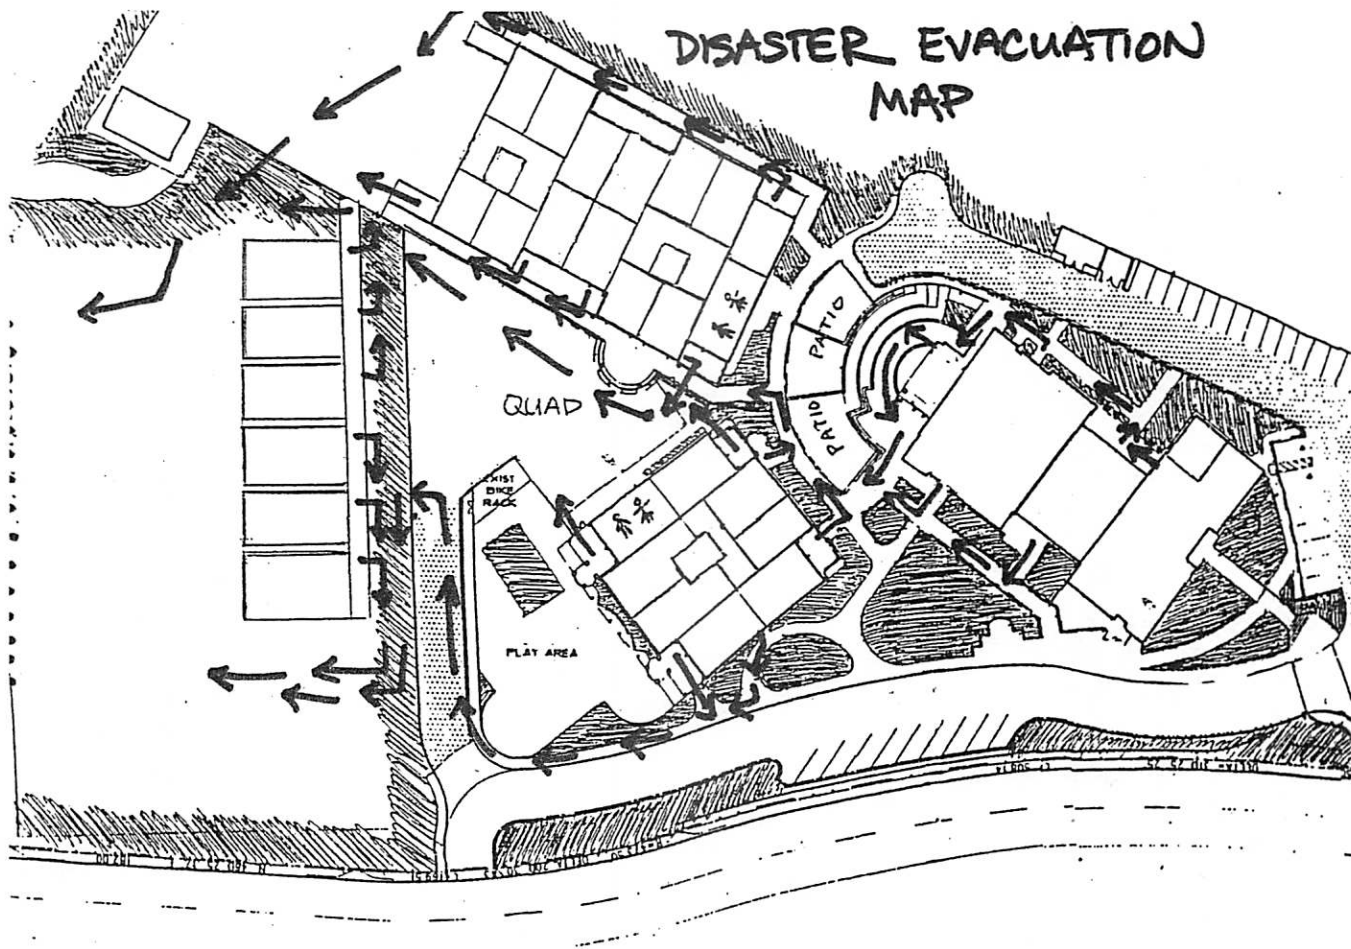 DISASTER EVACUATION
MAP
PATIO
PATIO
QUAD
EXIST
BIKE
RACK
PLAY AREA